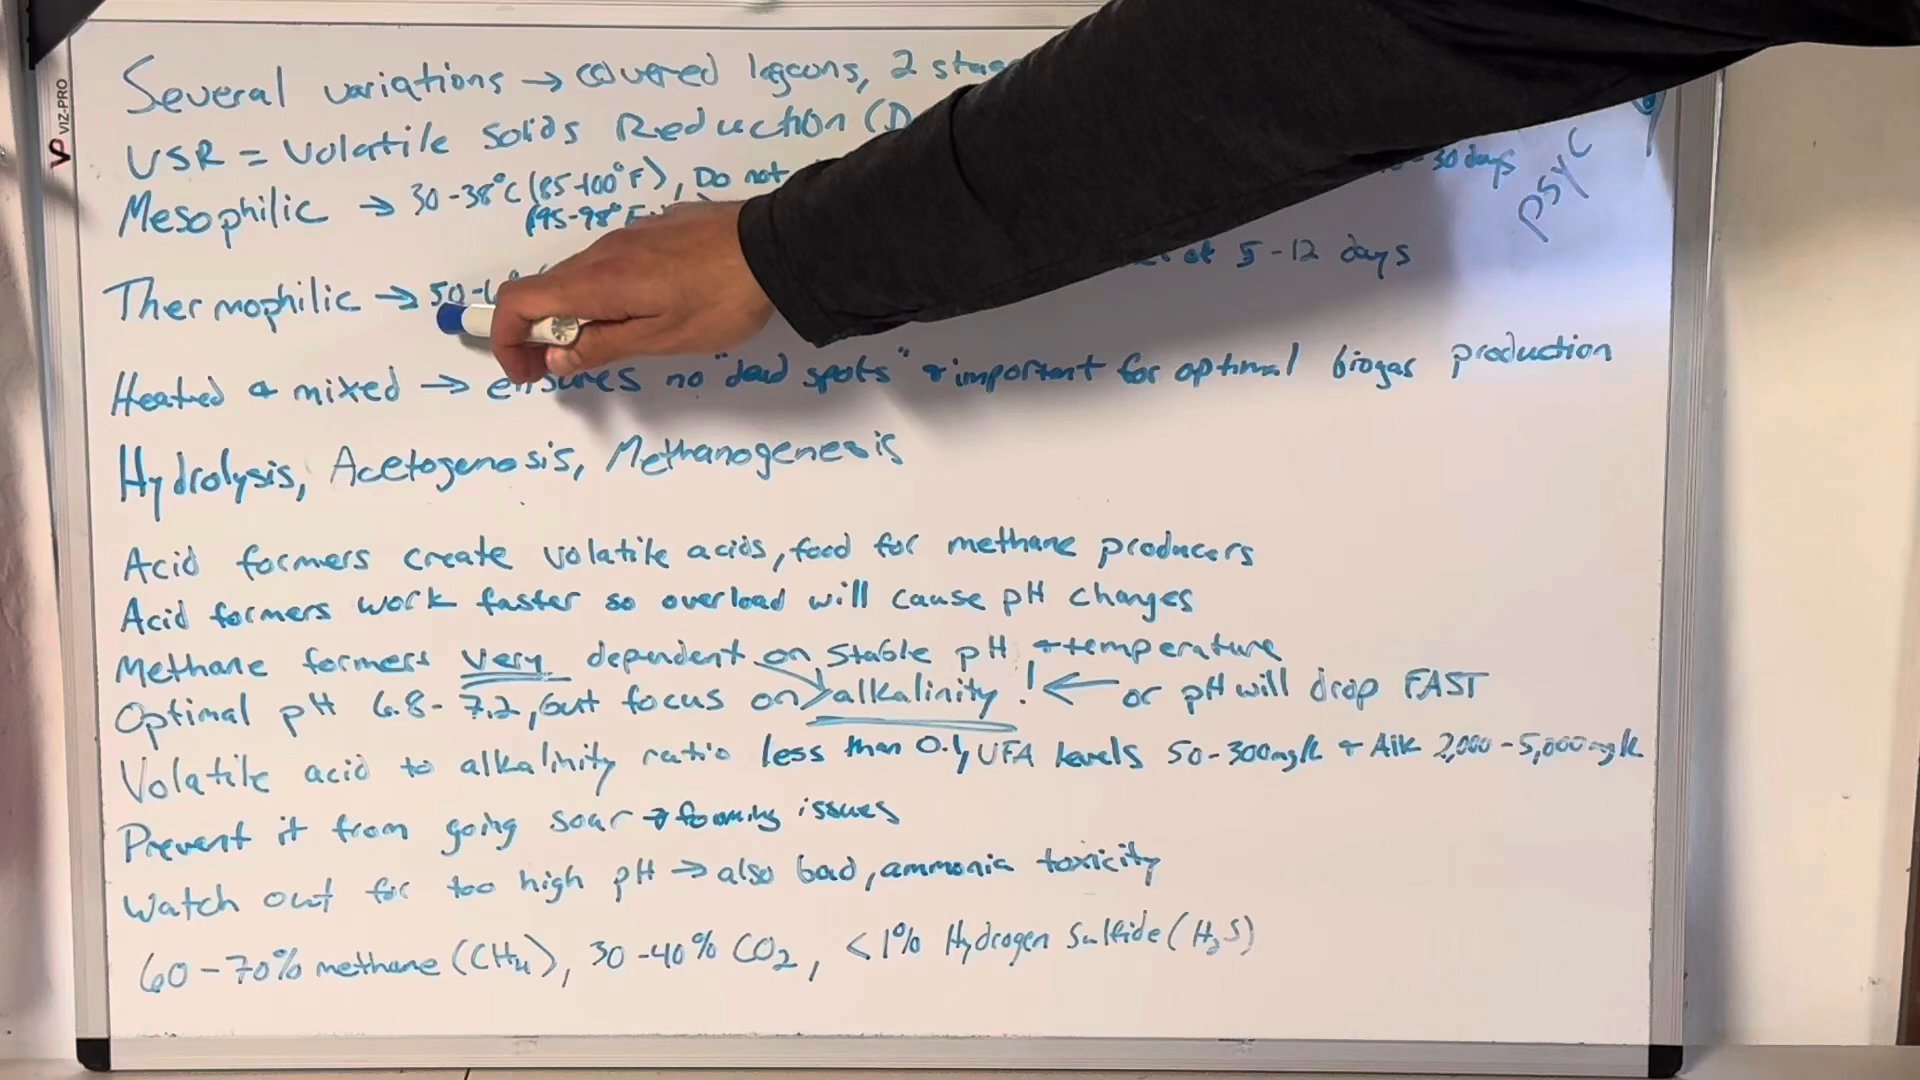 VIZ-PRO
Several variations → covered lagoons, 2
VSR = Volatile Solids Reduction (D
Mesophilic → 30-38°C (85-100°F), Do not 30 days
(95-98°F
psyc
Thermophilic → 50- at 5-12 days
Heated & mixed → ensures no "dead spots" & important for optimal biogas production
Hydrolysis, Acetogenosis, Methanogenesis
Acid formers create volatile acids, food for methane producers
Acid formers work faster so overload will cause pH changes
Methane formers very dependent on stable pH & temperature
Optimal pH 6.8-7.2, but focus on alkalinity! ← or pH will drop FAST
Volatile acid to alkalinity ratio less than 0.1, VFA levels 50-300mg/L & Alk 2,000-5,000mg/L
Prevent it from going sour → foaming issues
Watch out for too high pH → also bad, ammonia toxicity
60-70% methane (CH4), 30-40% CO2, <1% Hydrogen Sulfide (H2S)